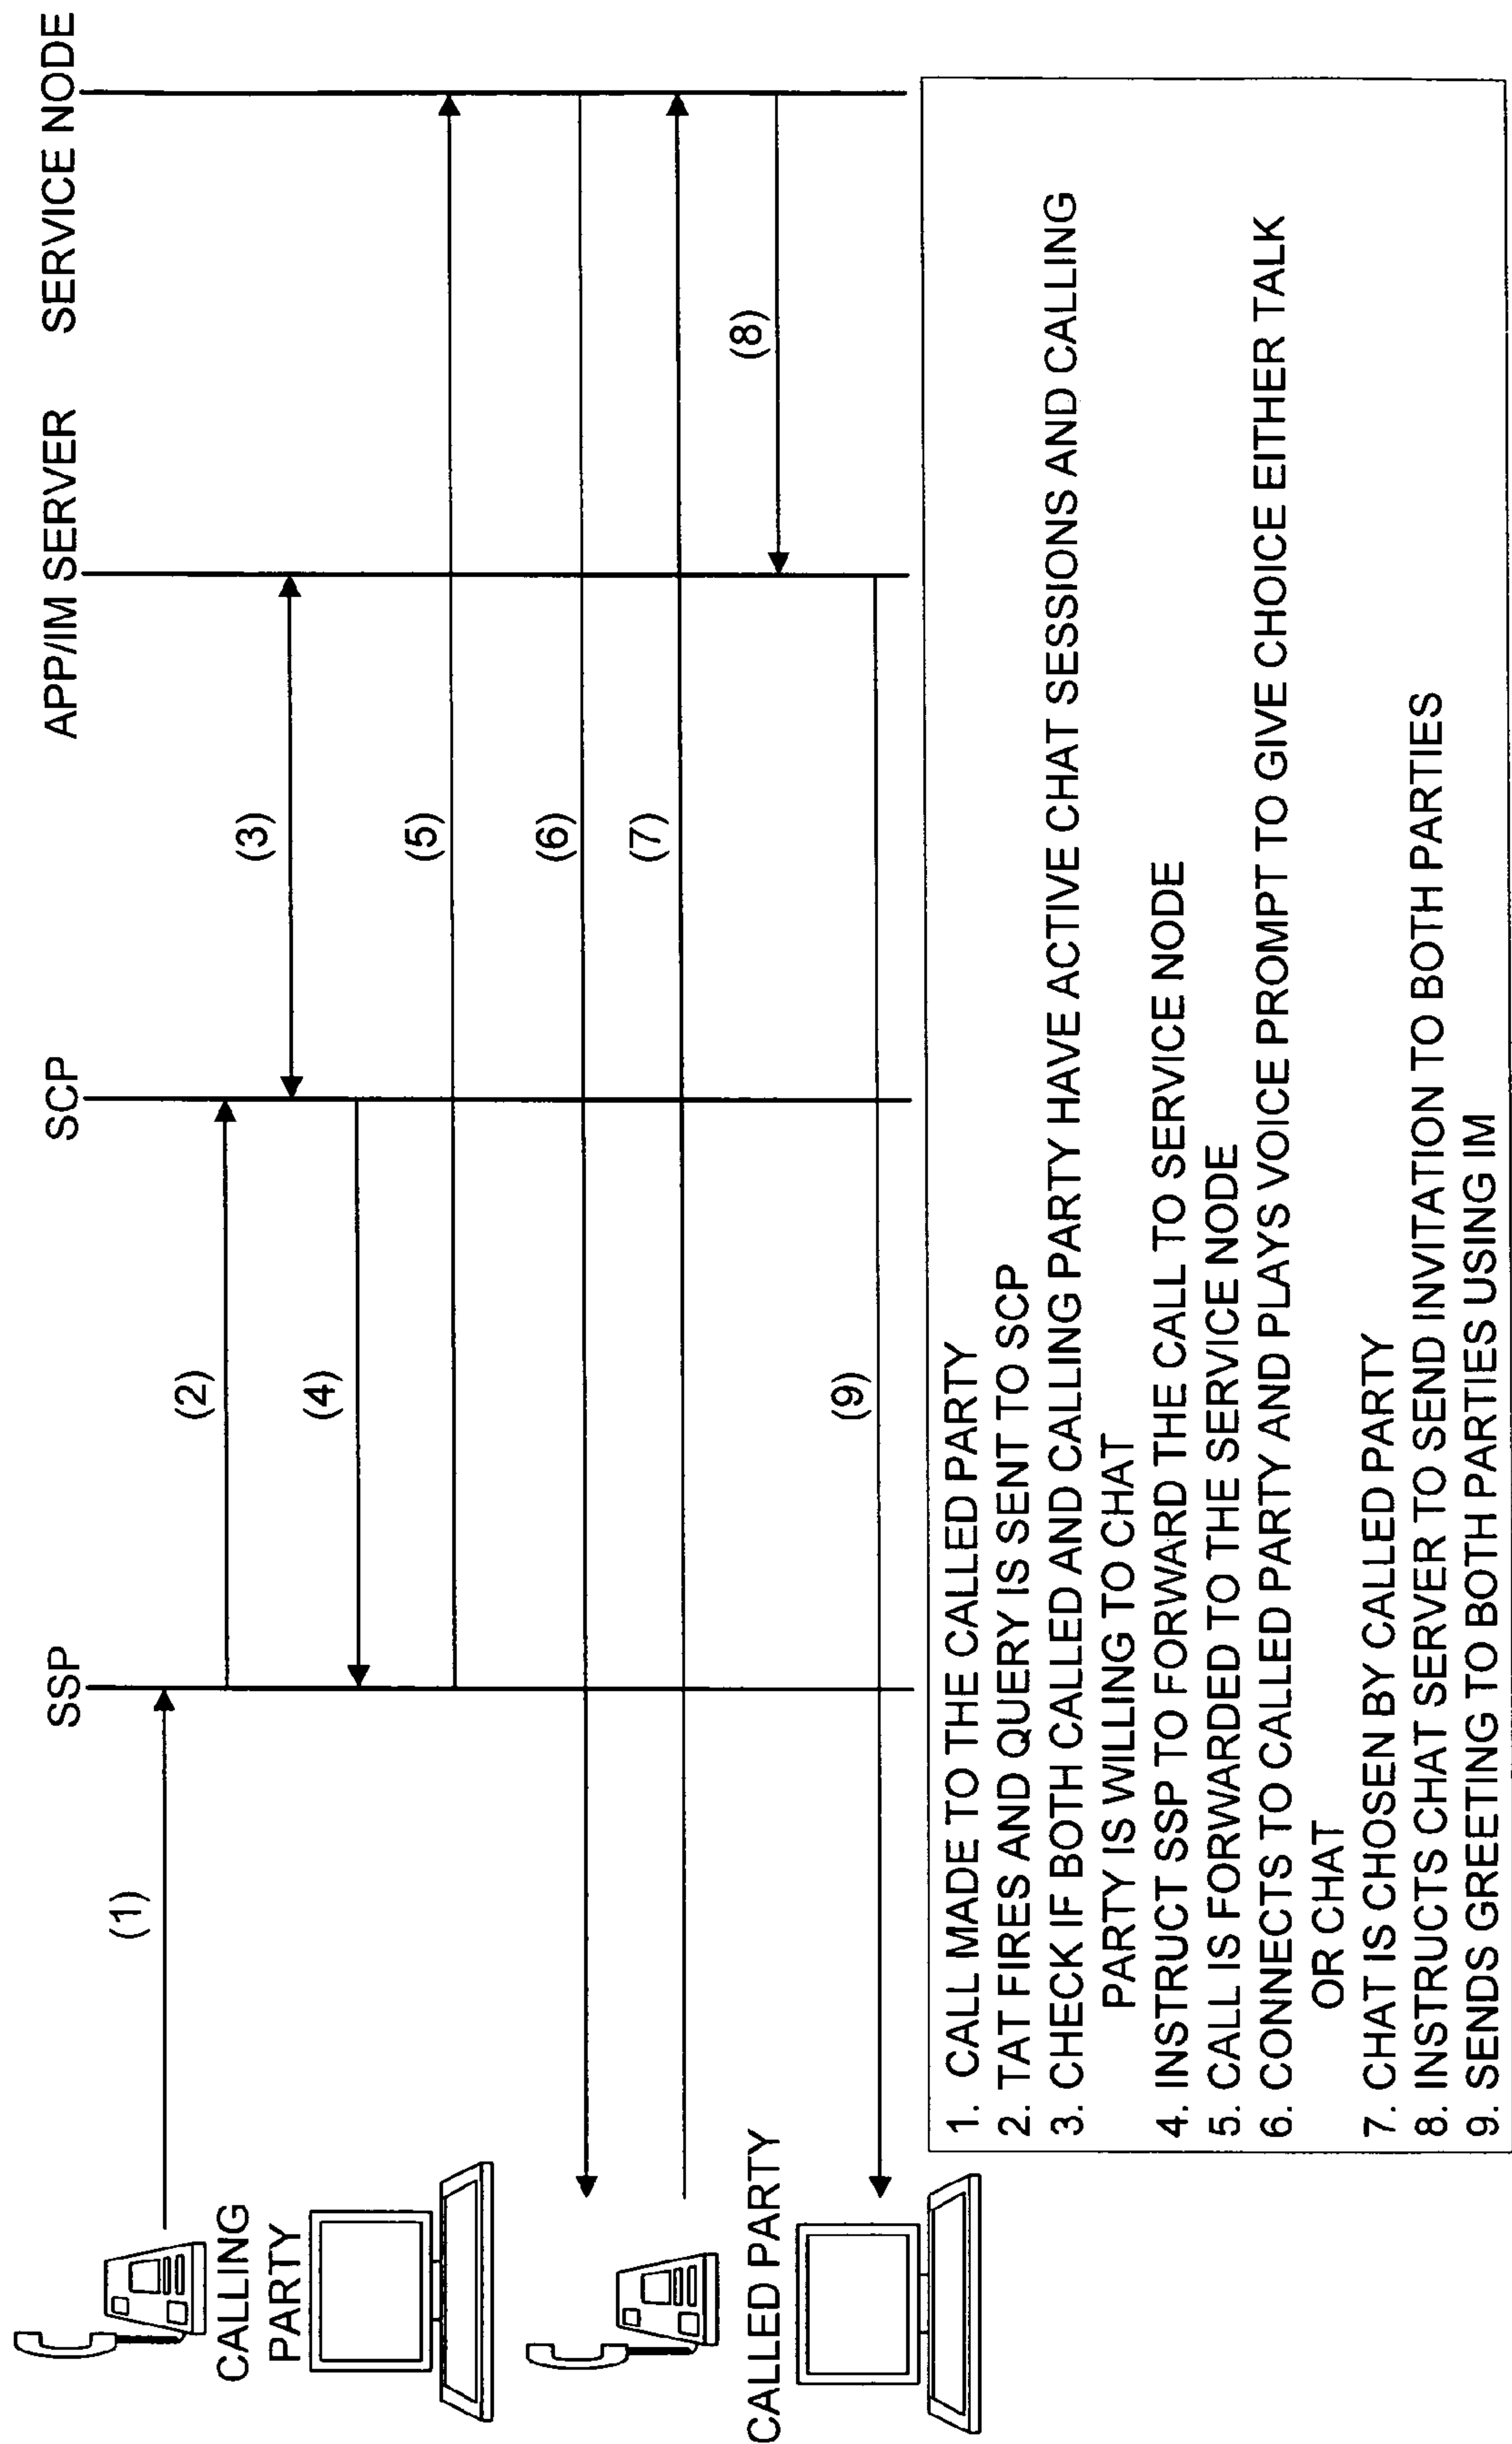 SSP
SCP
APP/IM SERVER
SERVICE NODE
(1)
(2)
(3)
(4)
(5)
(6)
(7)
(8)
(9)
CALLING
PARTY
CALLED PARTY
1. CALL MADE TO THE CALLED PARTY
2. TAT FIRES AND QUERY IS SENT TO SCP
3. CHECK IF BOTH CALLED AND CALLING PARTY HAVE ACTIVE CHAT SESSIONS AND CALLING
PARTY IS WILLING TO CHAT
4. INSTRUCT SSP TO FORWARD THE CALL TO SERVICE NODE
5. CALL IS FORWARDED TO THE SERVICE NODE
6. CONNECTS TO CALLED PARTY AND PLAYS VOICE PROMPT TO GIVE CHOICE EITHER TALK
OR CHAT
7. CHAT IS CHOSEN BY CALLED PARTY
8. INSTRUCTS CHAT SERVER TO SEND INVITATION TO BOTH PARTIES
9. SENDS GREETING TO BOTH PARTIES USING IM